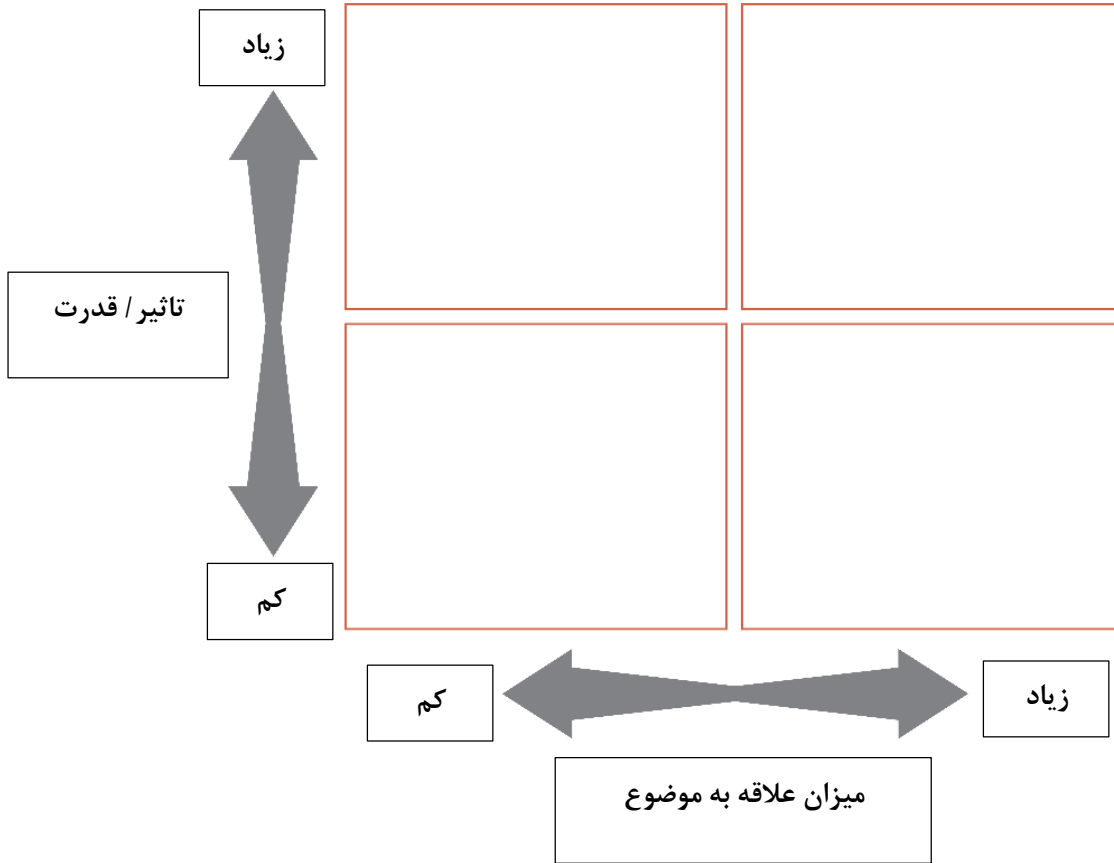 زیاد
تاثیر / قدرت
کم
کم
زیاد
میزان علاقه به موضوع